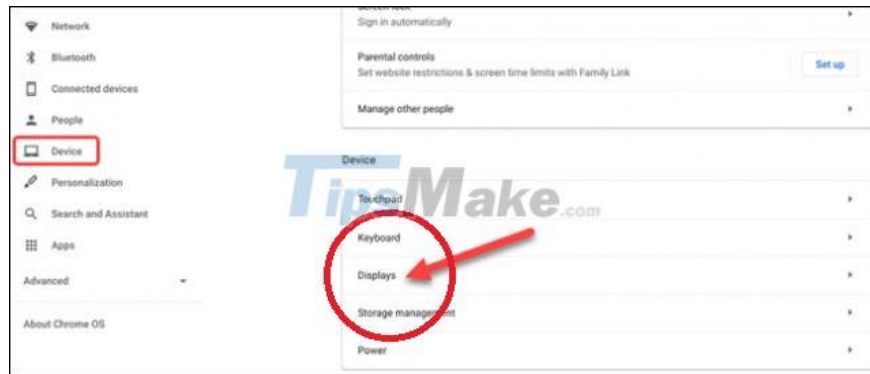 Network
Bluetooth
Connected devices
People
Device
Personalization
Search and Assistant
Apps
Advanced
About Chrome OS
Screen lock
Sign in automatically
Parental controls
Set website restrictions & screen time limits with Family Link
Set up
Manage other people
Device
TipsMake.com
Touchpad
Keyboard
Displays
Storage management
Power